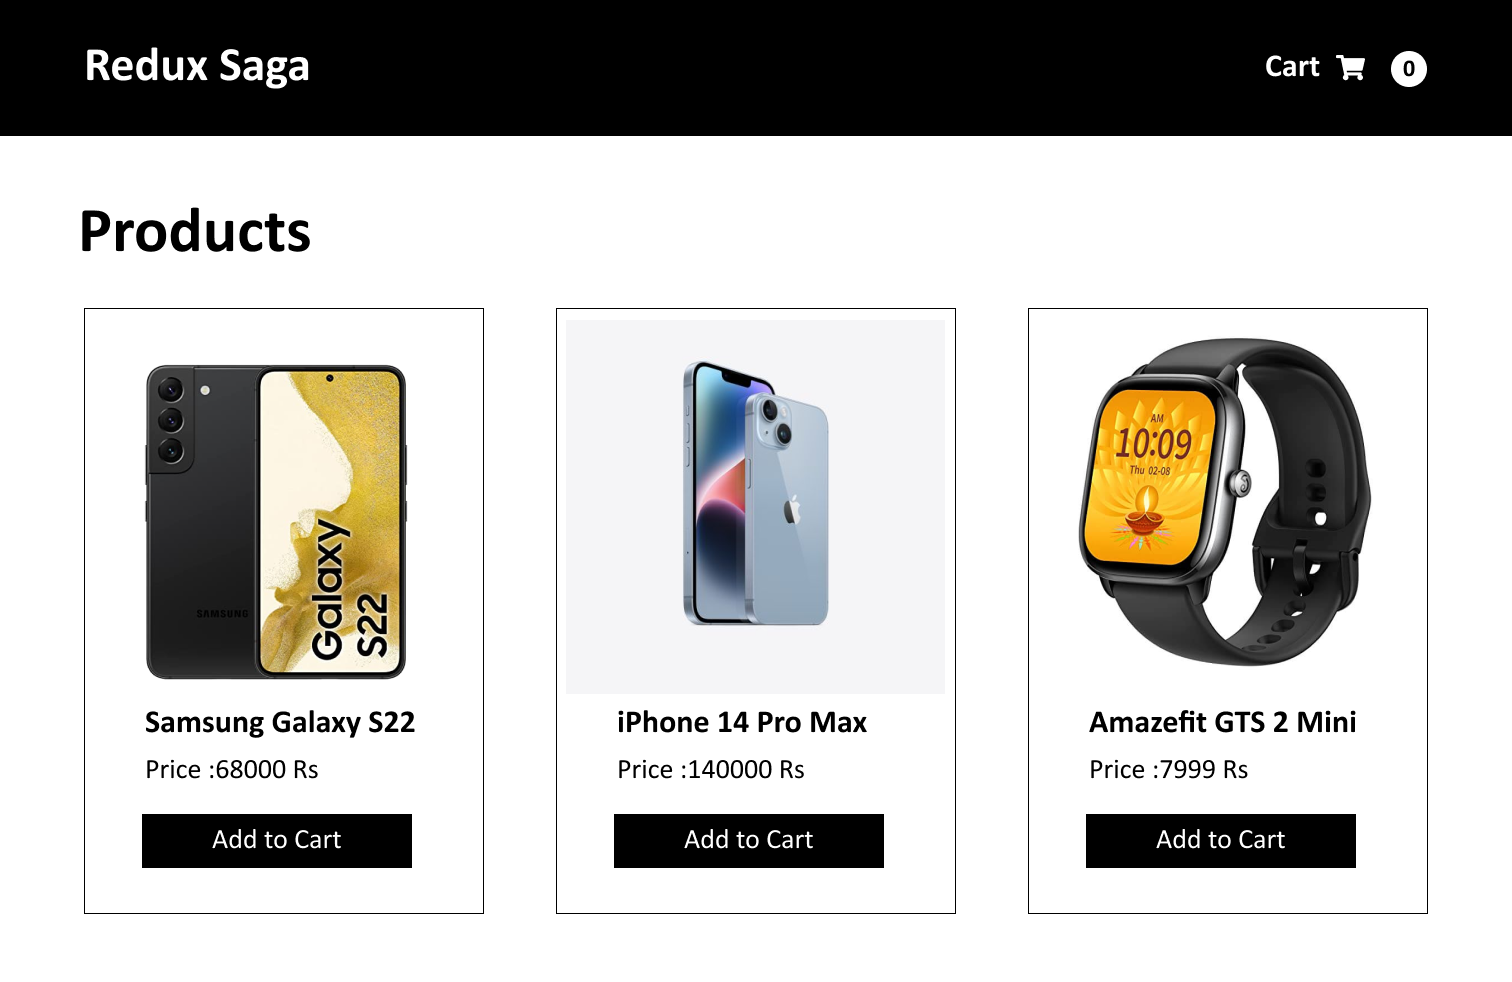 Redux Saga
Cart 0
Products
SAMSUNG
Galaxy
S22
Samsung Galaxy S22
Price :68000 Rs
Add to Cart
iPhone 14 Pro Max
Price :140000 Rs
Add to Cart
AM
10:09
Thu 02-08
Amazefit GTS 2 Mini
Price :7999 Rs
Add to Cart